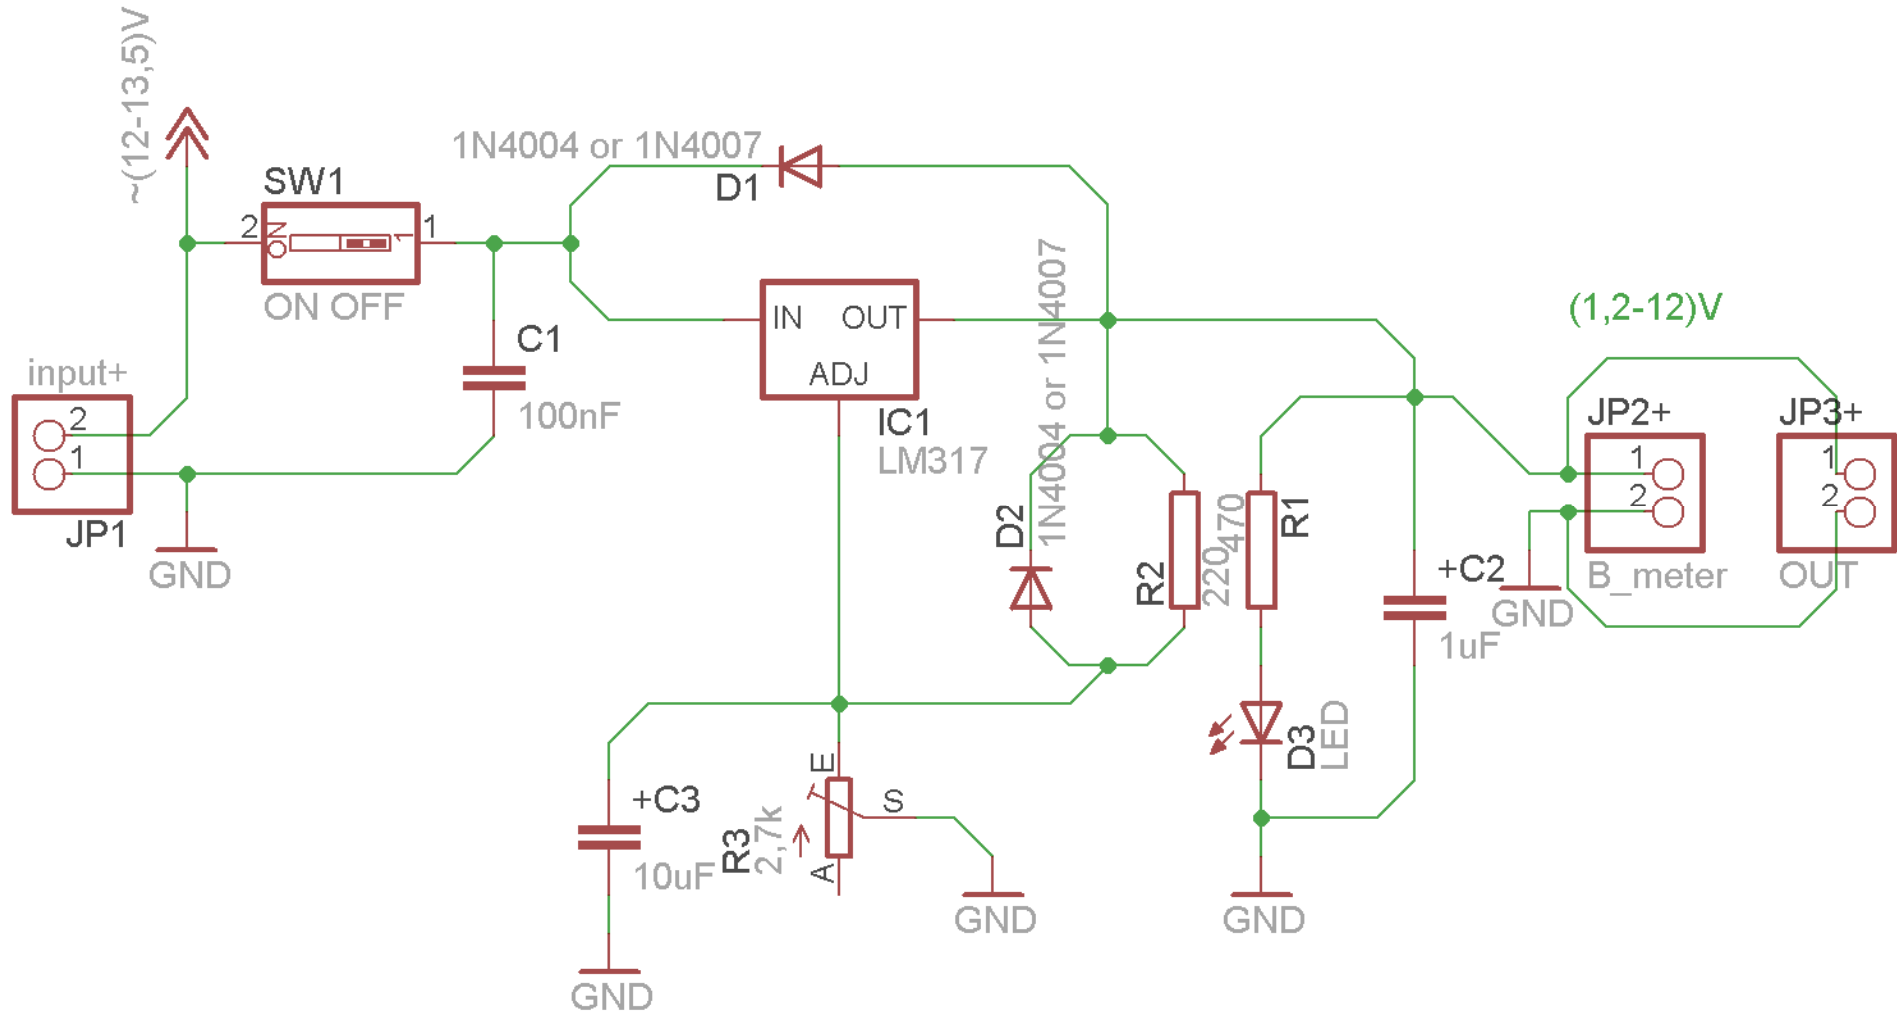 ~(12-13,5)V
SW1
2
ON
1
1
ON OFF
input+
2
1
JP1
GND
C1
100nF
1N4004 or 1N4007
D1
IN
OUT
ADJ
IC1
LM317
1N4004 or 1N4007
D2
R2
220
470
R1
+C2
1uF
D3
LED
GND
(1,2-12)V
JP2+
1
2
B_meter
GND
JP3+
1
2
OUT
+C3
10uF
GND
R3
2,7k
E
S
A
GND